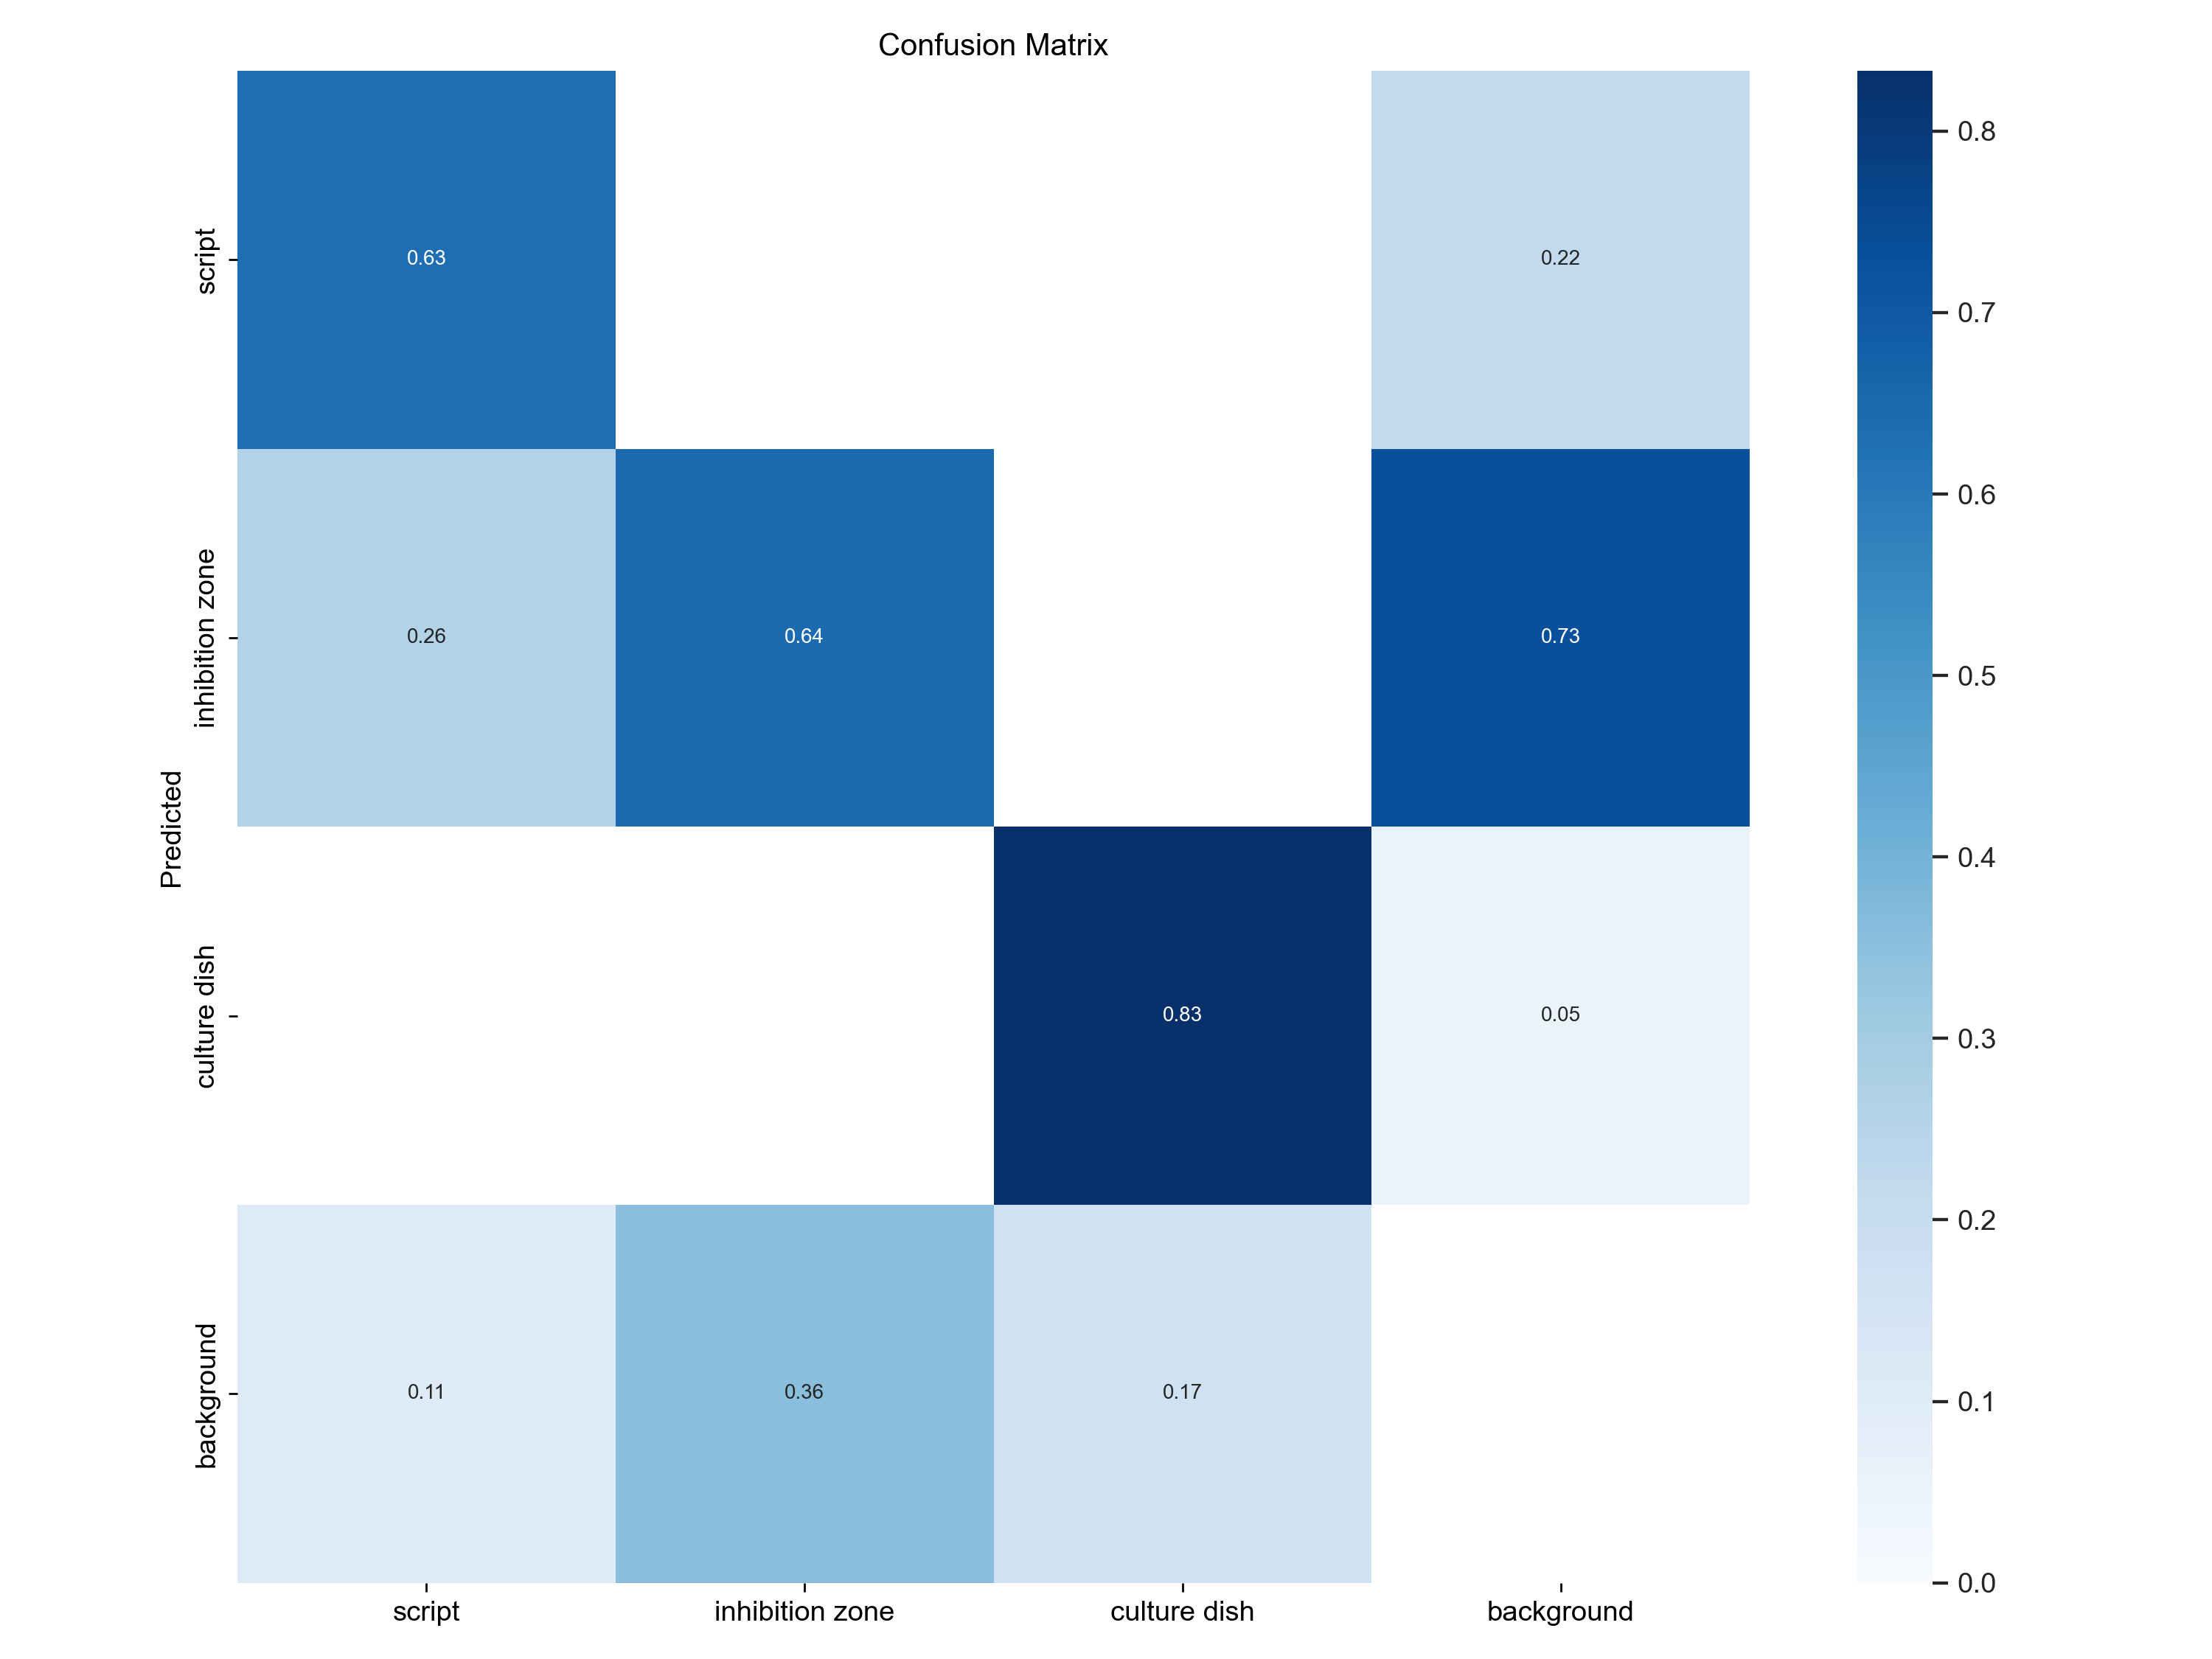 Confusion Matrix
Predicted
script
0.63
0.22
inhibition zone
0.26
0.64
0.73
culture dish
0.83
0.05
background
0.11
0.36
0.17
script
inhibition zone
culture dish
background
0.8
0.7
0.6
0.5
0.4
0.3
0.2
0.1
0.0